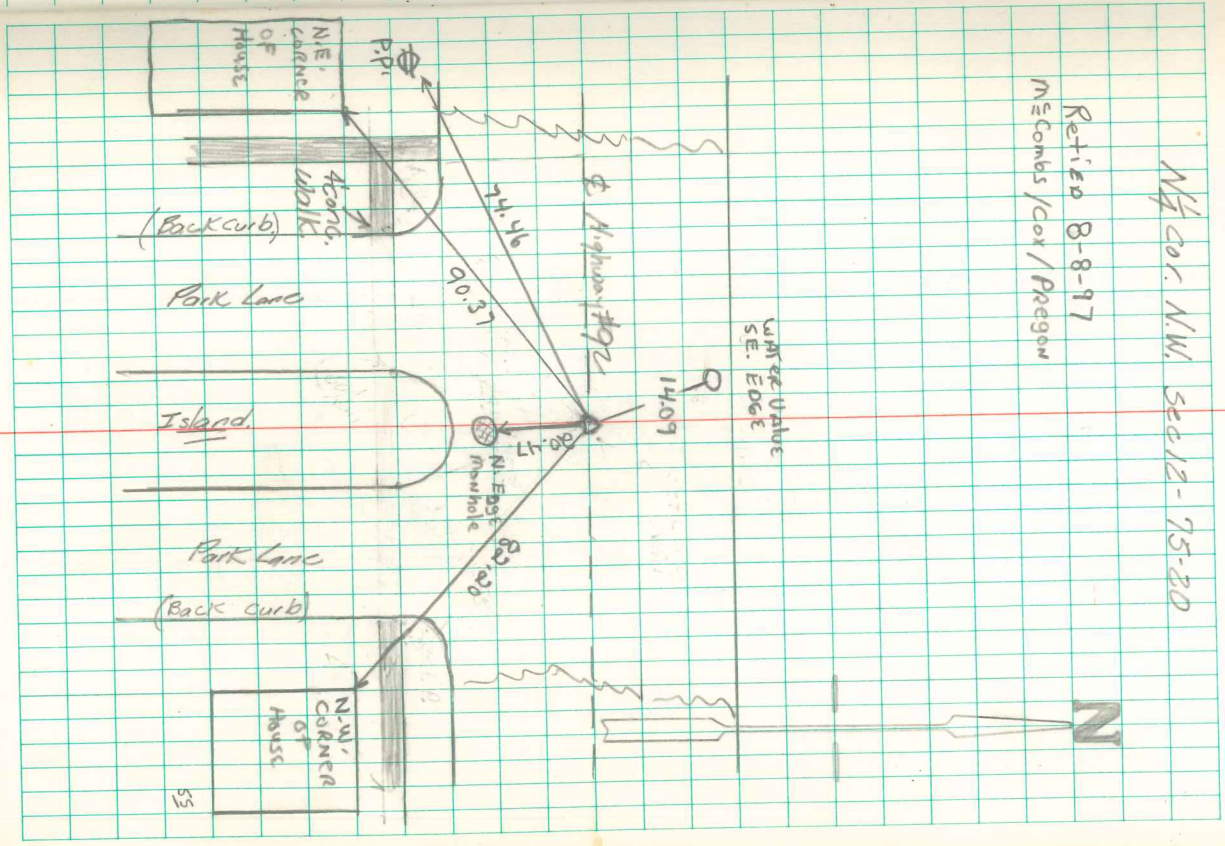 N¼ Cor. N.W. Sec 12-75-20
Retied 8-8-97
McCombs / Cox / Pregon
N
WATER VALVE
SE. EDGE
14.09
℄ Highway #92
P.P.
74.46
90.37
20.47
82.20
N. Edge
Manhole
N.E.
CORNER
OF
HOUSE
4' conc.
Walk
(Back curb)
Park Lane
Island
Park Lane
(Back curb)
N.W.
CORNER
OF
HOUSE
55